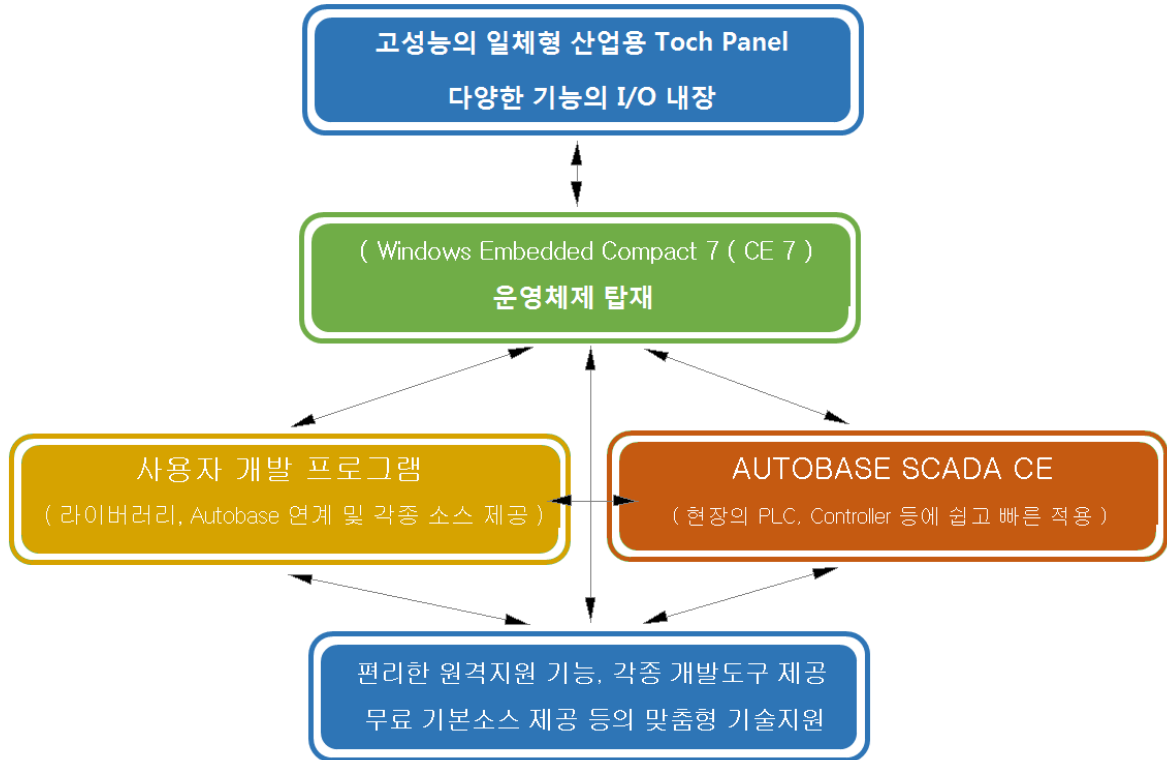 고성능의 일체형 산업용 Toch Panel
다양한 기능의 I/O 내장
( Windows Embedded Compact 7 ( CE 7 )
운영체제 탑재
사용자 개발 프로그램
( 라이버러리, Autobase 연계 및 각종 소스 제공 )
AUTOBASE SCADA CE
( 현장의 PLC, Controller 등에 쉽고 빠른 적용 )
편리한 원격지원 기능, 각종 개발도구 제공
무료 기본소스 제공 등의 맞춤형 기술지원